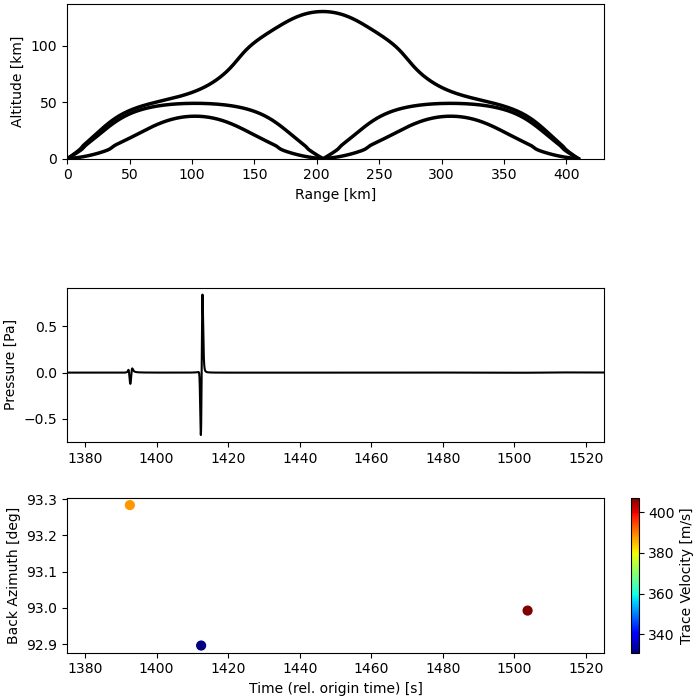 100
50
0
Altitude [km]
0 50 100 150 200 250 300 350 400
Range [km]
0.5
0.0
−0.5
Pressure [Pa]
1380 1400 1420 1440 1460 1480 1500 1520
93.3
93.2
93.1
93.0
92.9
Back Azimuth [deg]
1380 1400 1420 1440 1460 1480 1500 1520
Time (rel. origin time) [s]
400
380
360
340
Trace Velocity [m/s]